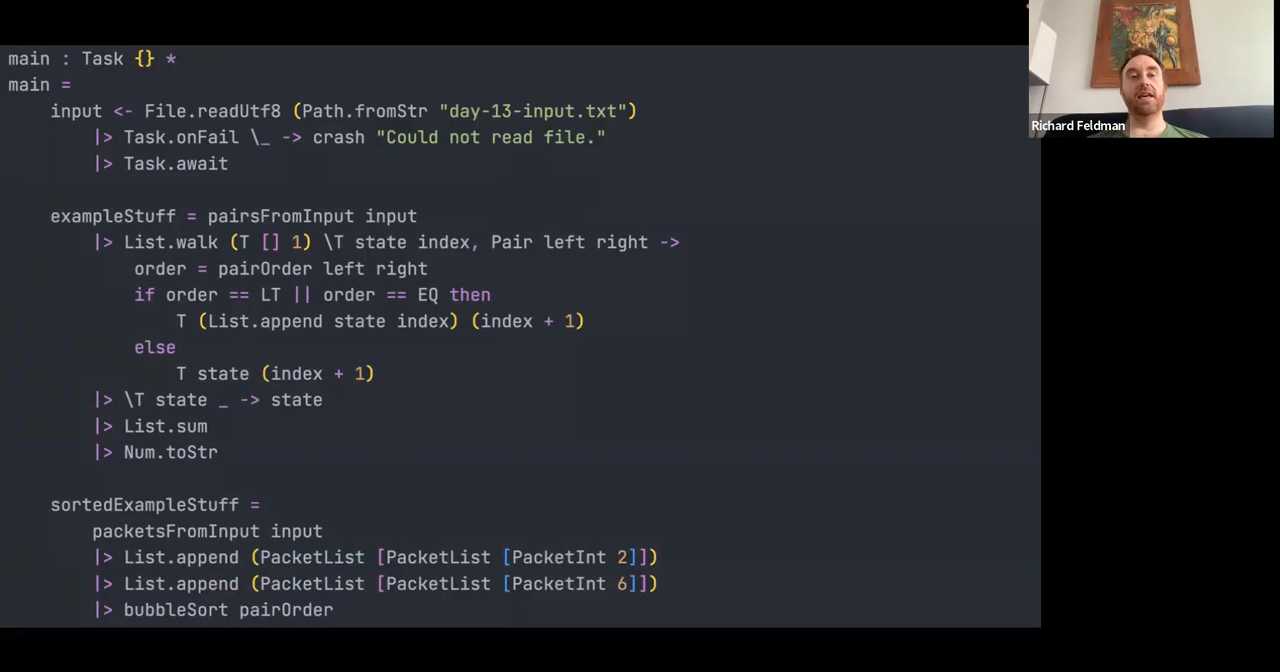 main : Task {} *
main =
    input <- File.readUtf8 (Path.fromStr "day-13-input.txt")
        |> Task.onFail \_ -> crash "Could not read file."
        |> Task.await

    exampleStuff = pairsFromInput input
        |> List.walk (T [] 1) \T state index, Pair left right ->
            order = pairOrder left right
            if order == LT || order == EQ then
                T (List.append state index) (index + 1)
            else
                T state (index + 1)
        |> \T state _ -> state
        |> List.sum
        |> Num.toStr

    sortedExampleStuff =
        packetsFromInput input
        |> List.append (PacketList [PacketList [PacketInt 2]])
        |> List.append (PacketList [PacketList [PacketInt 6]])
        |> bubbleSort pairOrder
Richard Feldman